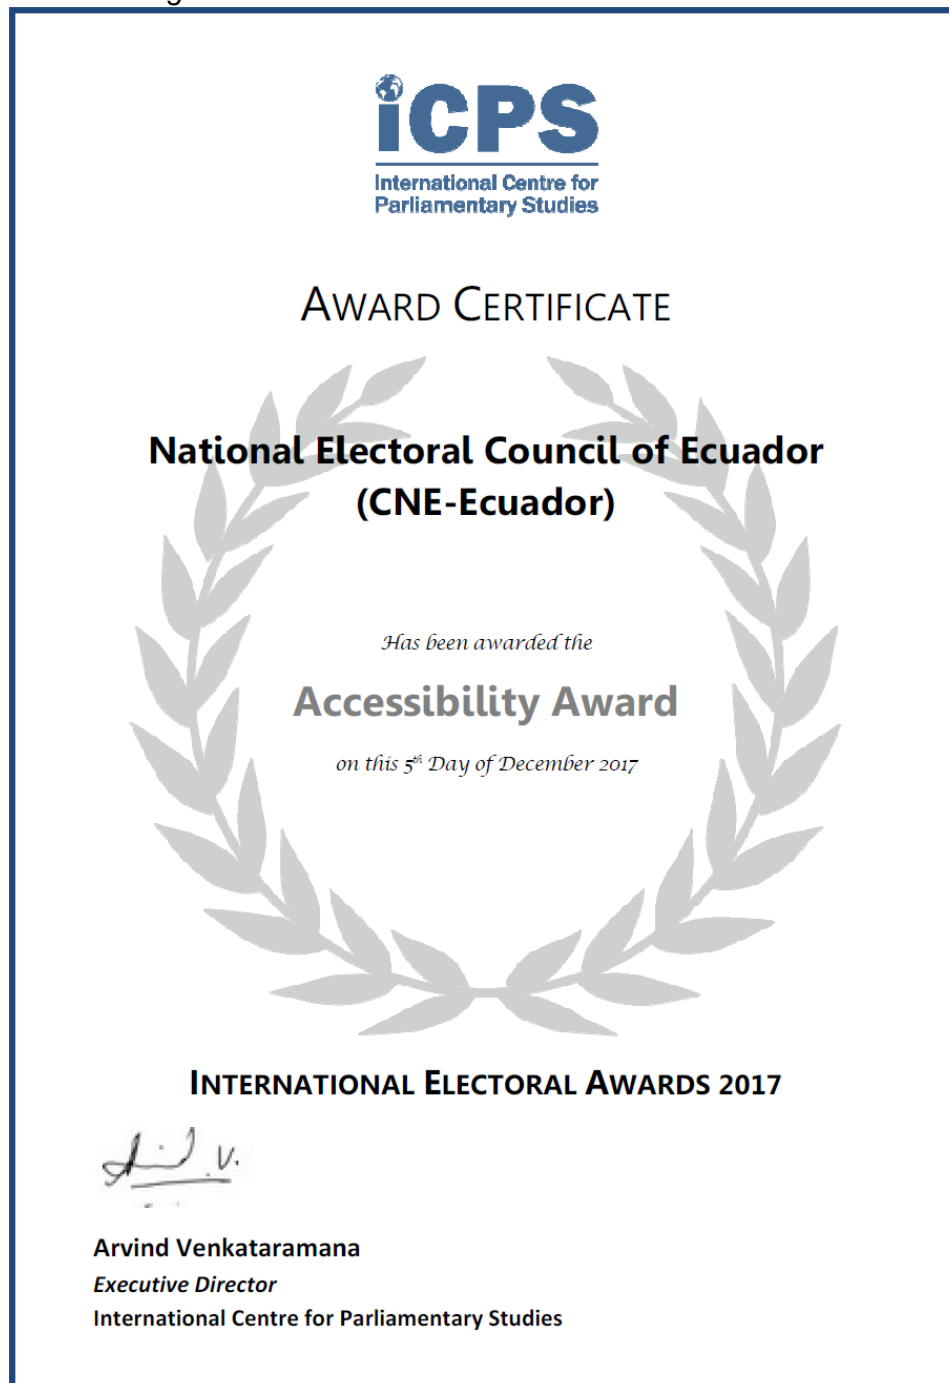 iCPS
International Centre for
Parliamentary Studies
AWARD CERTIFICATE
National Electoral Council of Ecuador
(CNE-Ecuador)
Has been awarded the
Accessibility Award
on this 5th Day of December 2017
INTERNATIONAL ELECTORAL AWARDS 2017
V.
Arvind Venkataramana
Executive Director
International Centre for Parliamentary Studies